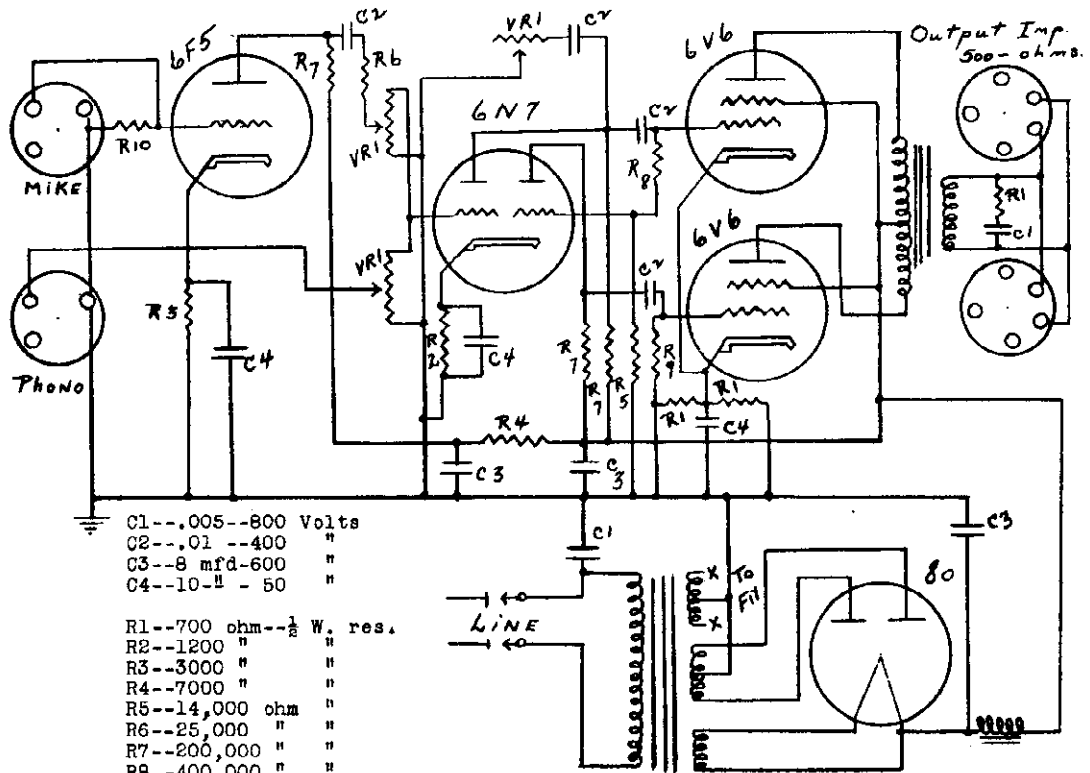 6F5
C2
R7
R6
VR1
VR1
C2
6V6
Output Imp.
500-ohms.
6N7
C2
R8
R10
MiKE
VR1
6V6
R1
C1
C2
R3
C4
PhoNO
R2
C4
R7
R7
R5
R9
R1
R1
C4
R4
C3
C3
C3
C1--.005--800 Volts
C2--.01 --400 "
C3--8 mfd-600 "
C4--10-" - 50 "
C1
X
To
Fil
X
80
LiNE
R1--700 ohm--½ W. res.
R2--1200 " "
R3--3000 " "
R4--7000 " "
R5--14,000 ohm "
R6--25,000 " "
R7--200,000 " "
R8--400,000 " "